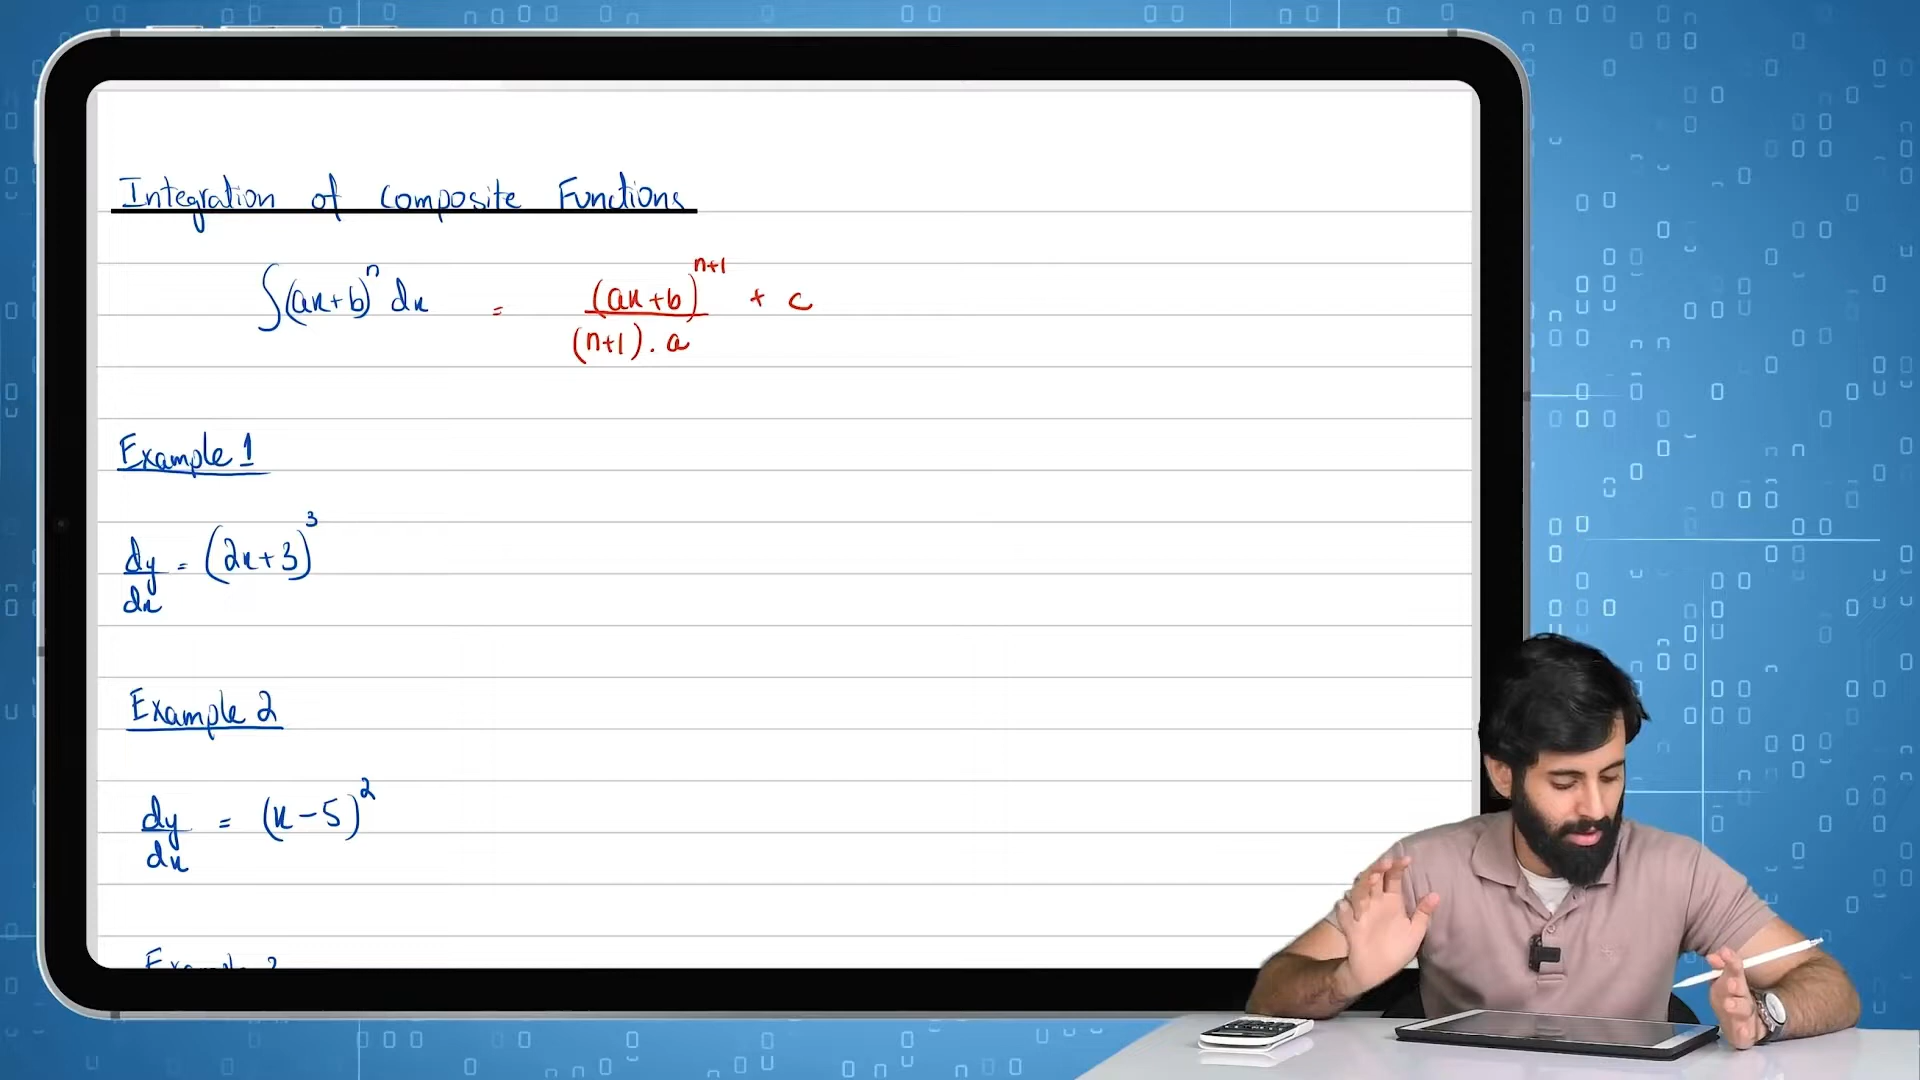 Integration of Composite Functions
∫(ax+b)^n dx = (ax+b)^(n+1) / (n+1).a + c
Example 1
dy/dx = (2x+3)^3
Example 2
dy/dx = (x-5)^2